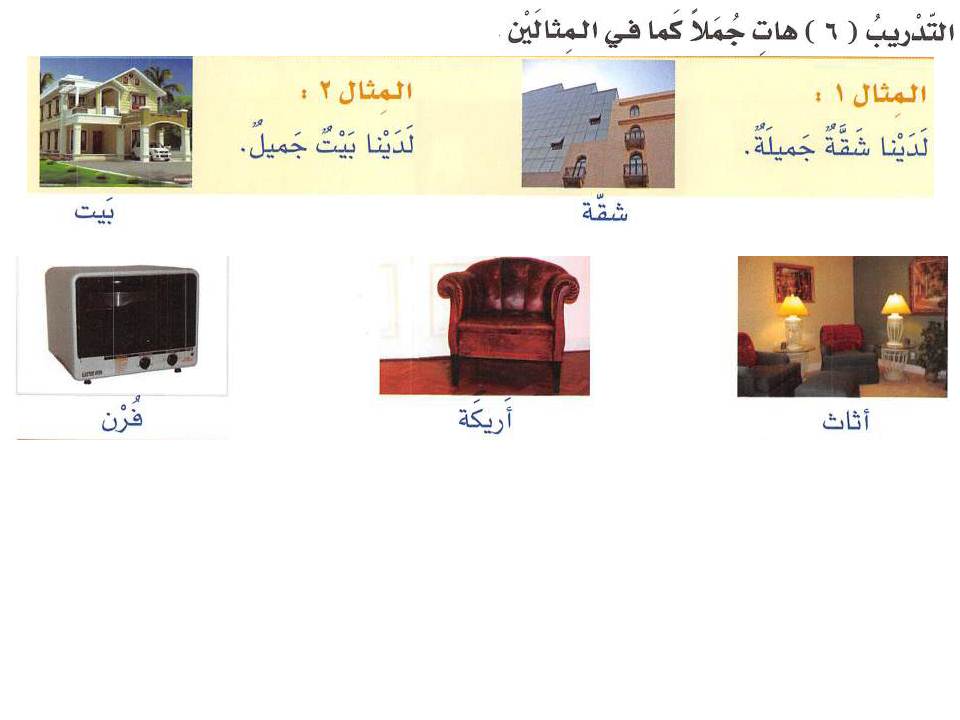 التَّدْريبُ ( ٦ ) هاتِ جُمَلاً كَما في المِثالَيْن.
المِثال ١ :
لَدَيْنا شَقَّةٌ جَميلَةٌ.
المِثال ٢ :
لَدَيْنا بَيْتٌ جَميلٌ.
شقّة
بَيت
أثاث
أَريكَة
فُرْن